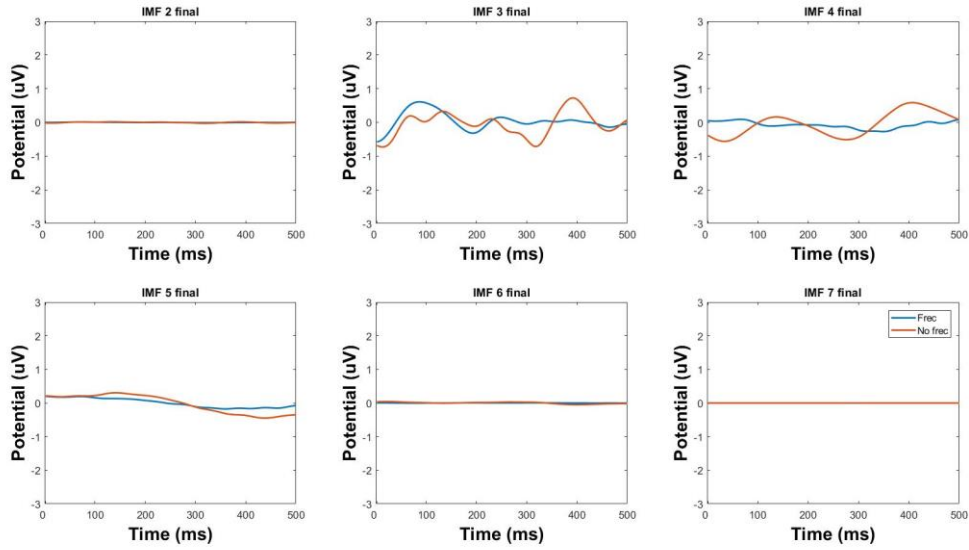 IMF 2 final
3
2
1
0
-1
-2
-3
Potential (uV)
0 100 200 300 400 500
Time (ms)
IMF 3 final
3
2
1
0
-1
-2
-3
Potential (uV)
0 100 200 300 400 500
Time (ms)
IMF 4 final
3
2
1
0
-1
-2
-3
Potential (uV)
0 100 200 300 400 500
Time (ms)
IMF 5 final
3
2
1
0
-1
-2
-3
Potential (uV)
0 100 200 300 400 500
Time (ms)
IMF 6 final
3
2
1
0
-1
-2
-3
Potential (uV)
0 100 200 300 400 500
Time (ms)
IMF 7 final
3
2
1
0
-1
-2
-3
Potential (uV)
Frec
No frec
0 100 200 300 400 500
Time (ms)